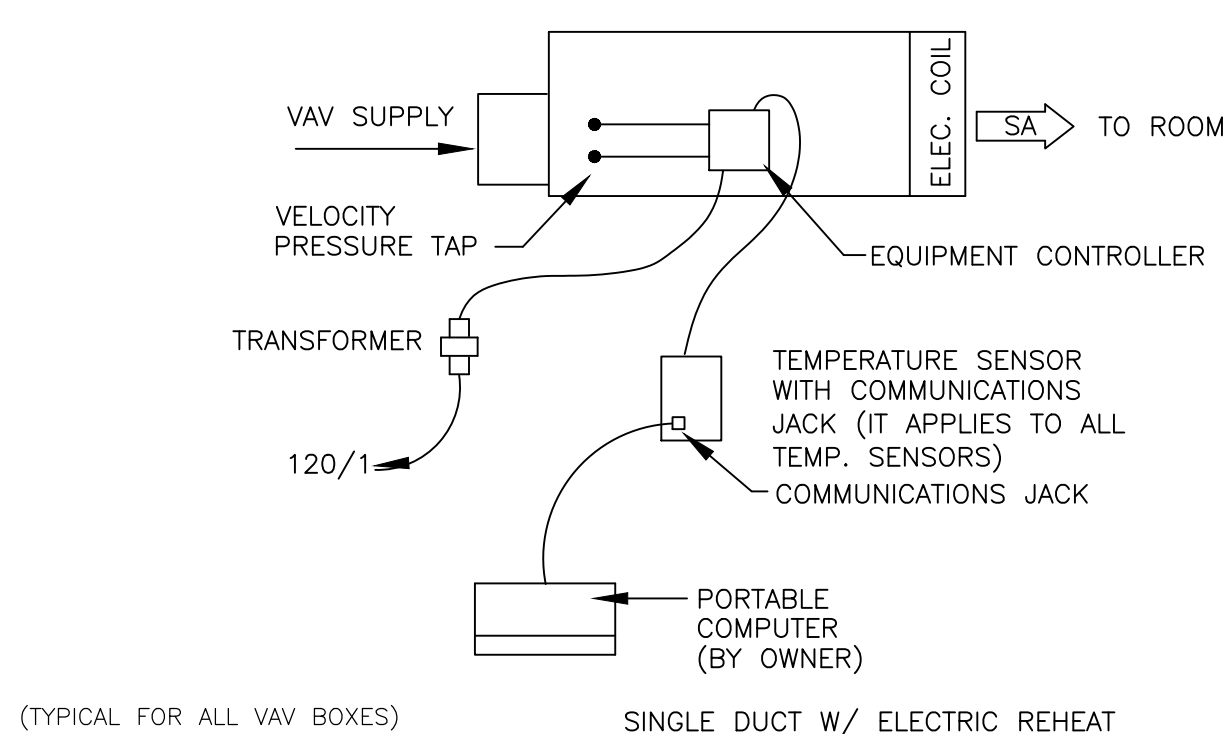 ELEC. COIL
VAV SUPPLY
SA
TO ROOM
VELOCITY
PRESSURE TAP
EQUIPMENT CONTROLLER
TRANSFORMER
TEMPERATURE SENSOR
WITH COMMUNICATIONS
JACK (IT APPLIES TO ALL
TEMP. SENSORS)
120/1
COMMUNICATIONS JACK
PORTABLE
COMPUTER
(BY OWNER)
(TYPICAL FOR ALL VAV BOXES)
SINGLE DUCT W/ ELECTRIC REHEAT